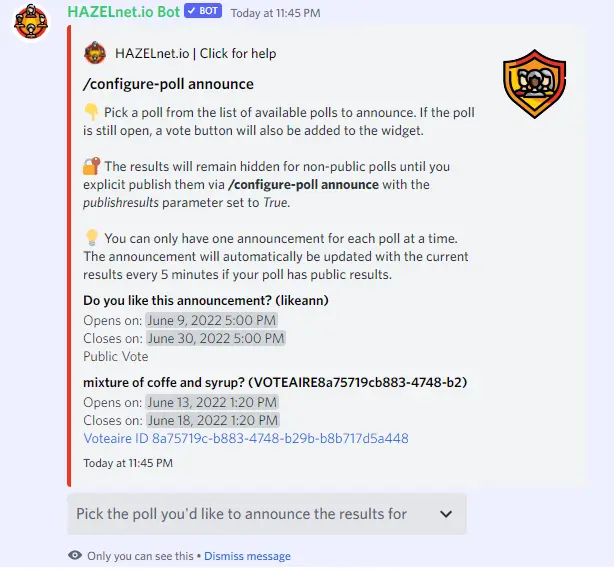 HAZELnet.io Bot ✓ BOT Today at 11:45 PM
HAZELnet.io | Click for help
/configure-poll announce
👇 Pick a poll from the list of available polls to announce. If the poll
is still open, a vote button will also be added to the widget.
🔐 The results will remain hidden for non-public polls until you
explicit publish them via /configure-poll announce with the
publishresults parameter set to True.
💡 You can only have one announcement for each poll at a time.
The announcement will automatically be updated with the current
results every 5 minutes if your poll has public results.
Do you like this announcement? (likeann)
Opens on: June 9, 2022 5:00 PM
Closes on: June 30, 2022 5:00 PM
Public Vote
mixture of coffe and syrup? (VOTEAIRE8a75719cb883-4748-b2)
Opens on: June 13, 2022 1:20 PM
Closes on: June 18, 2022 1:20 PM
Voteaire ID 8a75719c-b883-4748-b29b-b8b717d5a448
Today at 11:45 PM
Pick the poll you'd like to announce the results for
Only you can see this • Dismiss message